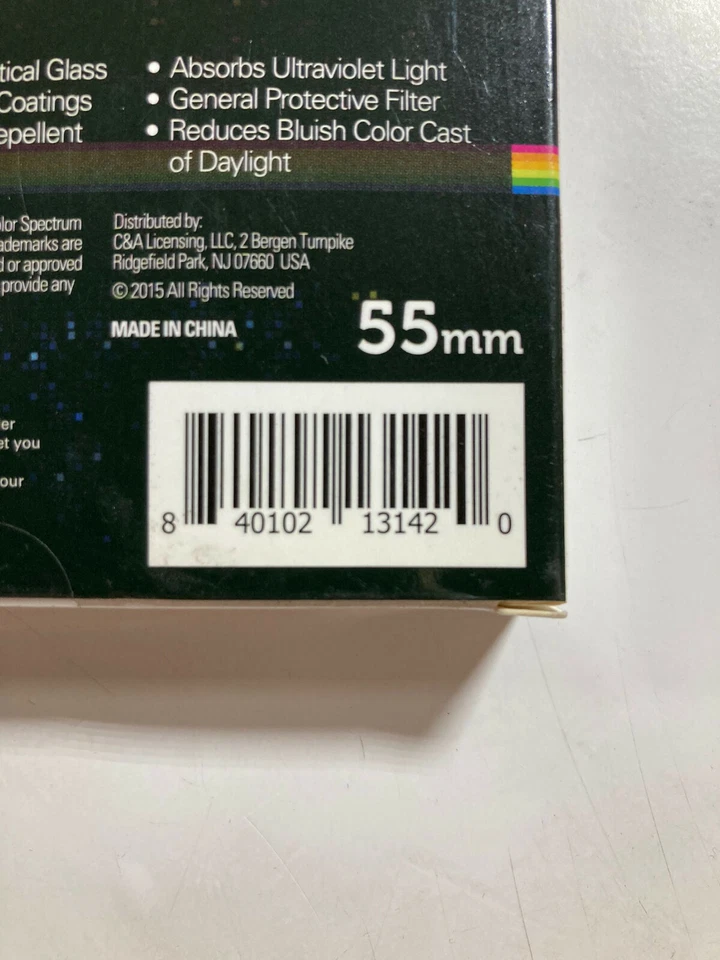 tical Glass
Coatings
epellent
• Absorbs Ultraviolet Light
• General Protective Filter
• Reduces Bluish Color Cast
of Daylight
lor Spectrum
ademarks are
d or approved
provide any
Distributed by:
C&A Licensing, LLC, 2 Bergen Turnpike
Ridgefield Park, NJ 07660 USA
© 2015 All Rights Reserved
MADE IN CHINA
55mm
er
et you
our
8 40102 13142 0